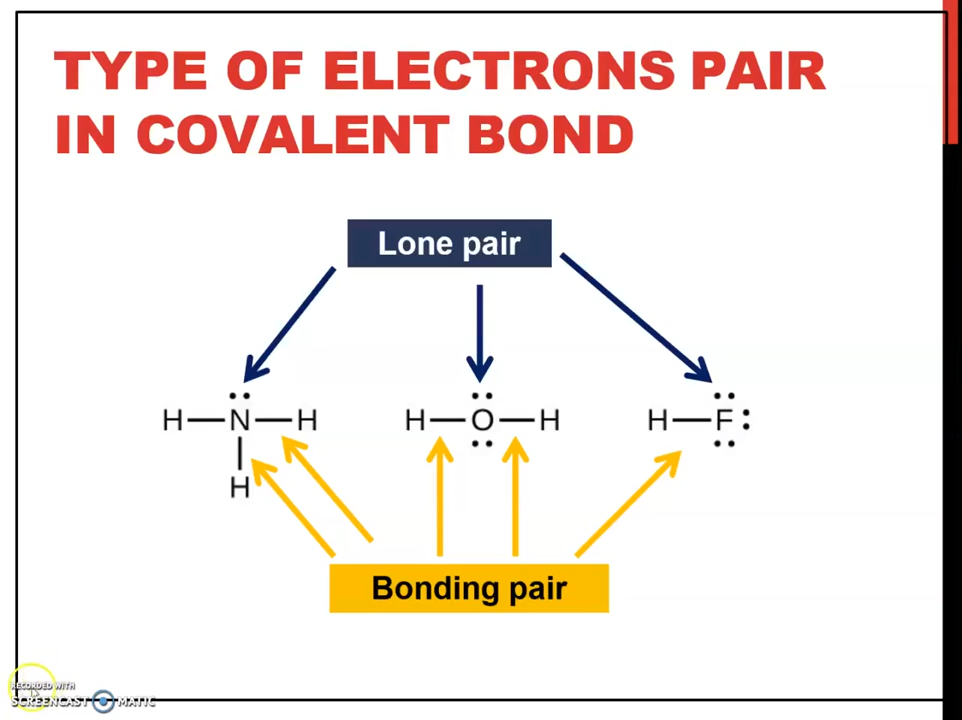 TYPE OF ELECTRONS PAIR
IN COVALENT BOND
Lone pair
H N H H O H H F
H
Bonding pair
RECORDED WITH
SCREENCAST MATIC